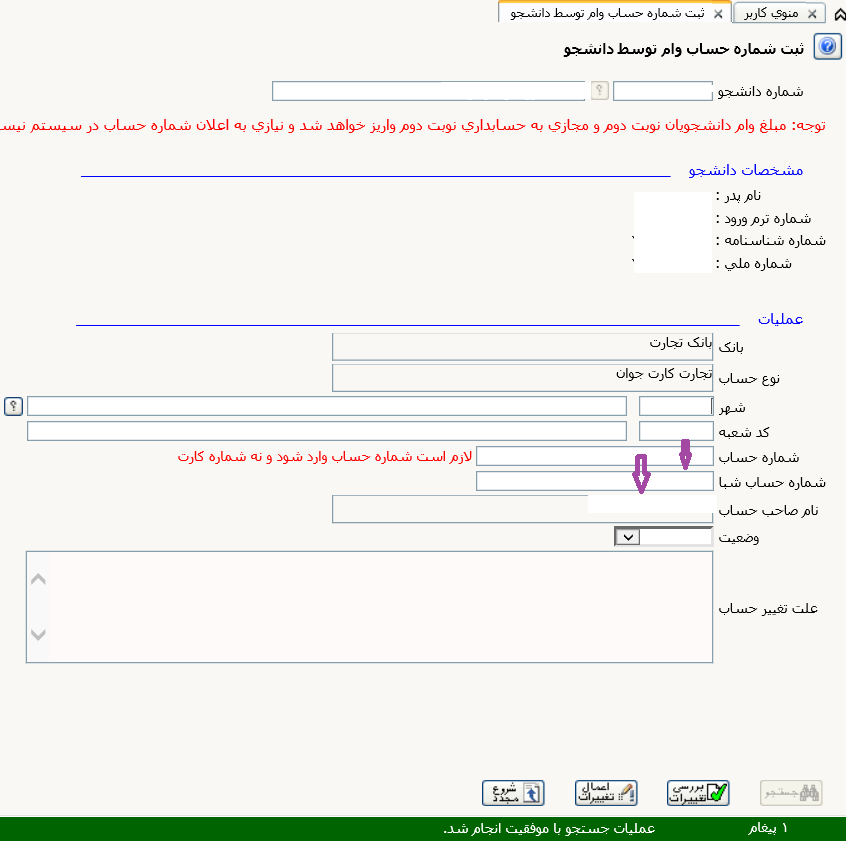 منوي کاربر
ثبت شماره حساب وام توسط دانشجو
ثبت شماره حساب وام توسط دانشجو
شماره دانشجو
توجه: مبلغ وام دانشجويان نوبت دوم و مجازي به حسابداري نوبت دوم واريز خواهد شد و نيازي به اعلان شماره حساب در سيستم نيس
مشخصات دانشجو
نام پدر :
شماره ترم ورود :
شماره شناسنامه :
شماره ملي :
عمليات
بانک بانک تجارت
نوع حساب تجارت کارت جوان
شهر
کد شعبه
شماره حساب لازم است شماره حساب وارد شود و نه شماره کارت
شماره حساب شبا
نام صاحب حساب
وضعيت
علت تغيير حساب
جستجو
بررسي تغييرات
اعمال تغييرات
شروع مجدد
۱ پيغام عمليات جستجو با موفقيت انجام شد.